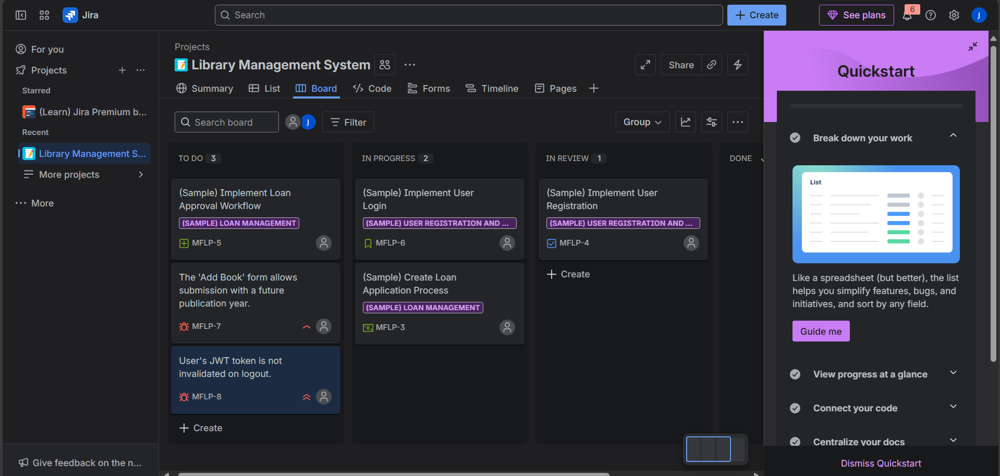 Jira
Search
Create
See plans
6
J
For you
Projects
Starred
(Learn) Jira Premium b...
Recent
Library Management S...
More projects
More
Give feedback on the n...
Projects
Library Management System
Share
Summary
List
Board
Code
Forms
Timeline
Pages
Search board
J
Filter
Group
TO DO 3
(Sample) Implement Loan
Approval Workflow
(SAMPLE) LOAN MANAGEMENT
MFLP-5
The 'Add Book' form allows
submission with a future
publication year.
MFLP-7
User's JWT token is not
invalidated on logout.
MFLP-8
Create
IN PROGRESS 2
(Sample) Implement User
Login
(SAMPLE) USER REGISTRATION AND ...
MFLP-6
(Sample) Create Loan
Application Process
(SAMPLE) LOAN MANAGEMENT
MFLP-3
IN REVIEW 1
(Sample) Implement User
Registration
(SAMPLE) USER REGISTRATION AND ...
MFLP-4
Create
DONE
Quickstart
Break down your work
List
Like a spreadsheet (but better), the list
helps you simplify features, bugs, and
initiatives, and sort by any field.
Guide me
View progress at a glance
Connect your code
Centralize your docs
Dismiss Quickstart